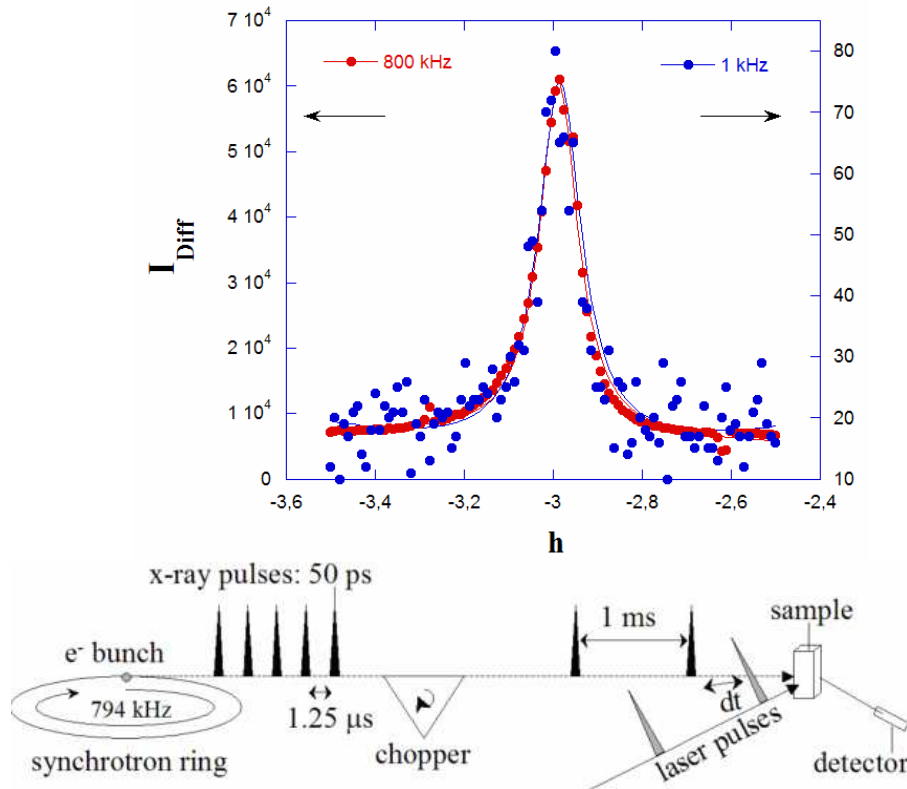 7 10⁴
6 10⁴
5 10⁴
4 10⁴
3 10⁴
2 10⁴
1 10⁴
0
I_Diff
800 kHz
1 kHz
80
70
60
50
40
30
20
10
-3,6
-3,4
-3,2
-3
-2,8
-2,6
-2,4
h
x-ray pulses: 50 ps
e⁻ bunch
794 kHz
synchrotron ring
1.25 μs
chopper
1 ms
dt
laser pulses
sample
detector